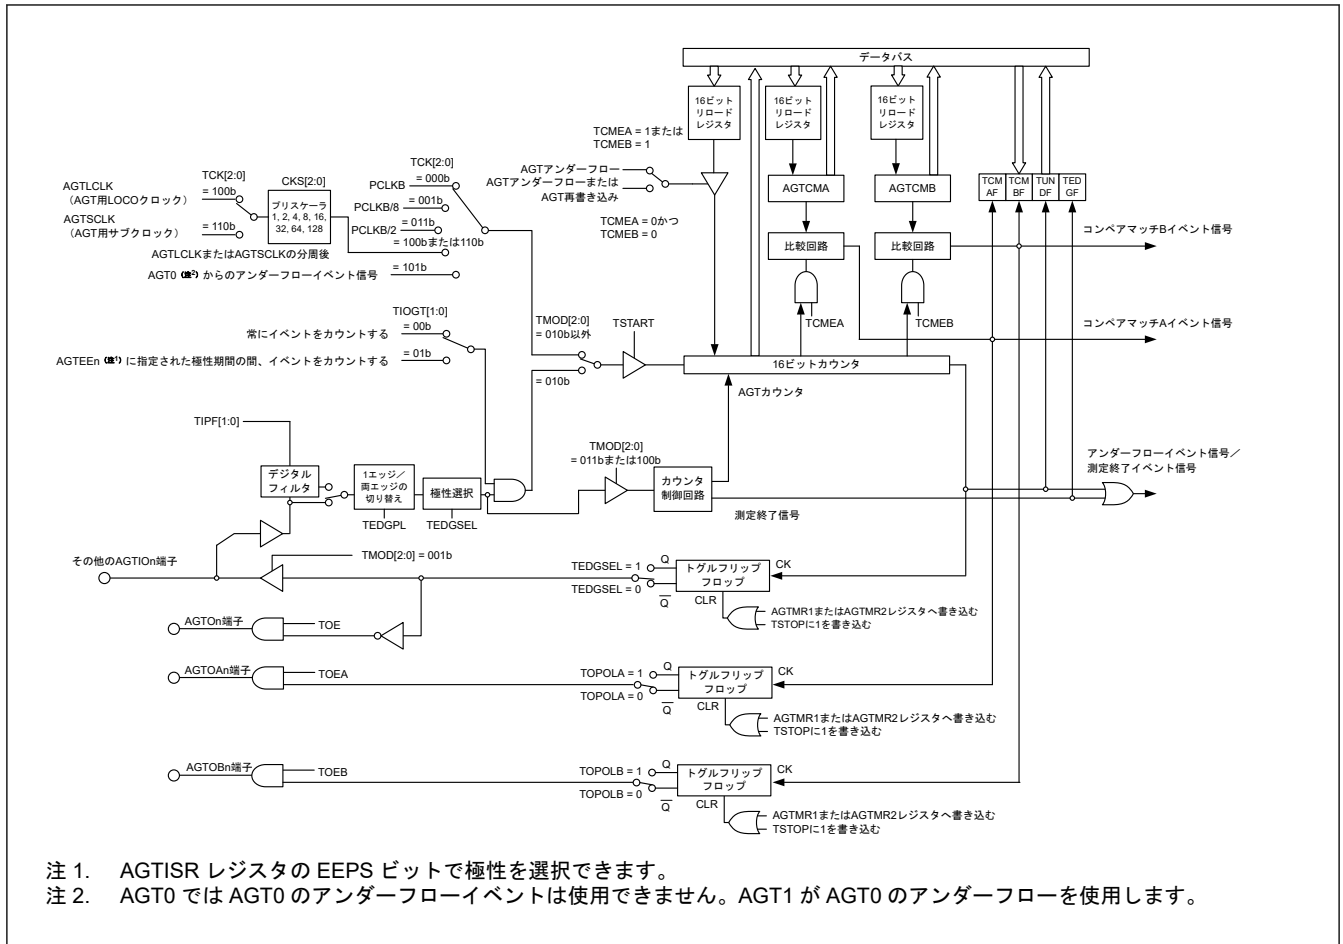 データバス
16ビット
リロード
レジスタ
16ビット
リロード
レジスタ
16ビット
リロード
レジスタ
TCMEA = 1または
TCMEB = 1
AGTアンダーフロー
AGTアンダーフローまたは
AGT再書き込み
TCMEA = 0かつ
TCMEB = 0
AGTCMA
AGTCMB
TCM
AF
TCM
BF
TUN
DF
TED
GF
比較回路
比較回路
TCMEA
TCMEB
コンペアマッチBイベント信号
コンペアマッチAイベント信号
TCK[2:0]
AGTLCLK
（AGT用LOCOクロック）
= 100b
AGTSCLK
（AGT用サブクロック）
= 110b
CKS[2:0]
プリスケーラ
1, 2, 4, 8, 16,
32, 64, 128
TCK[2:0]
PCLKB
= 000b
PCLKB/8
= 001b
PCLKB/2
= 011b
= 100bまたは110b
AGTLCLKまたはAGTSCLKの分周後
AGT0 (注2) からのアンダーフローイベント信号
= 101b
TIOGT[1:0]
常にイベントをカウントする
= 00b
AGTEEn (注1) に指定された極性期間の間、イベントをカウントする
= 01b
TMOD[2:0]
= 010b以外
= 010b
TSTART
16ビットカウンタ
AGTカウンタ
TIPF[1:0]
デジタル
フィルタ
1エッジ／
両エッジの
切り替え
極性選択
TEDGPL
TEDGSEL
TMOD[2:0]
= 011bまたは100b
カウンタ
制御回路
測定終了信号
アンダーフローイベント信号／
測定終了イベント信号
その他のAGTIOn端子
TMOD[2:0] = 001b
TEDGSEL = 1
TEDGSEL = 0
Q
Q
トグルフリップ
フロップ
CK
CLR
AGTMR1またはAGTMR2レジスタへ書き込む
TSTOPに1を書き込む
AGTOn端子
TOE
AGTOAn端子
TOEA
TOPOLA = 1
TOPOLA = 0
Q
Q
トグルフリップ
フロップ
CK
CLR
AGTMR1またはAGTMR2レジスタへ書き込む
TSTOPに1を書き込む
AGTOBn端子
TOEB
TOPOLB = 1
TOPOLB = 0
Q
Q
トグルフリップ
フロップ
CK
CLR
AGTMR1またはAGTMR2レジスタへ書き込む
TSTOPに1を書き込む
注 1. AGTISR レジスタの EEPS ビットで極性を選択できます。
注 2. AGT0 では AGT0 のアンダーフローイベントは使用できません。AGT1 が AGT0 のアンダーフローを使用します。